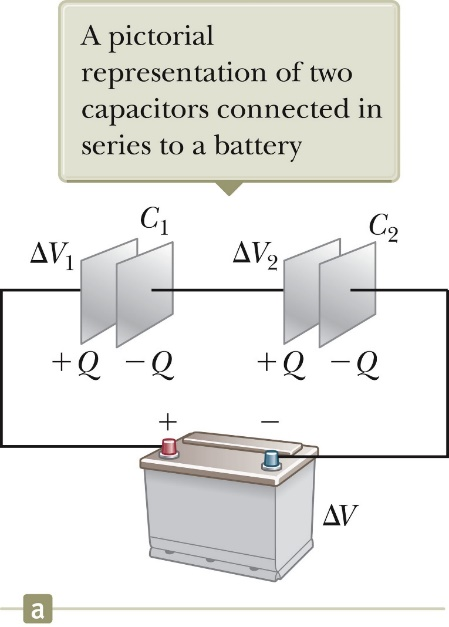 A pictorial
representation of two
capacitors connected in
series to a battery
C₁
C₂
ΔV₁
ΔV₂
+Q −Q
+Q −Q
+ −
ΔV
a